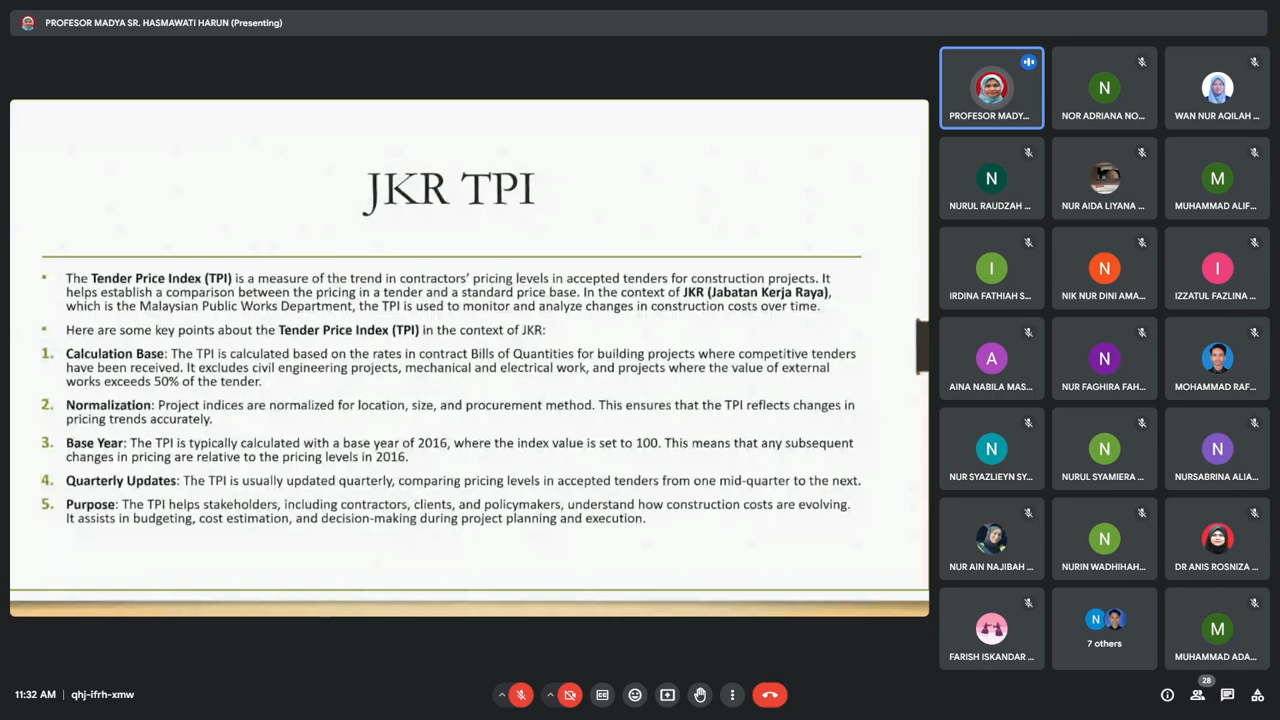 PROFESOR MADYA SR. HASMAWATI HARUN (Presenting)
JKR TPI
The Tender Price Index (TPI) is a measure of the trend in contractors' pricing levels in accepted tenders for construction projects. It
helps establish a comparison between the pricing in a tender and a standard price base. In the context of JKR (Jabatan Kerja Raya),
which is the Malaysian Public Works Department, the TPI is used to monitor and analyze changes in construction costs over time.
Here are some key points about the Tender Price Index (TPI) in the context of JKR:
1. Calculation Base: The TPI is calculated based on the rates in contract Bills of Quantities for building projects where competitive tenders
have been received. It excludes civil engineering projects, mechanical and electrical work, and projects where the value of external
works exceeds 50% of the tender.
2. Normalization: Project indices are normalized for location, size, and procurement method. This ensures that the TPI reflects changes in
pricing trends accurately.
3. Base Year: The TPI is typically calculated with a base year of 2016, where the index value is set to 100. This means that any subsequent
changes in pricing are relative to the pricing levels in 2016.
4. Quarterly Updates: The TPI is usually updated quarterly, comparing pricing levels in accepted tenders from one mid-quarter to the next.
5. Purpose: The TPI helps stakeholders, including contractors, clients, and policymakers, understand how construction costs are evolving.
It assists in budgeting, cost estimation, and decision-making during project planning and execution.
PROFESOR MADY...
N
NOR ADRIANA NO...
WAN NUR AQILAH ...
N
NURUL RAUDZAH ...
NUR AIDA LIYANA ...
M
MUHAMMAD ALIF...
I
IRDINA FATHIAH S...
N
NIK NUR DINI AMA...
I
IZZATUL FAZLINA ...
A
AINA NABILA MAS...
N
NUR FAGHIRA FAH...
MOHAMMAD RAF...
N
NUR SYAZLIEYN SY...
N
NURUL SYAMIERA ...
N
NURSABRINA ALIA...
NUR AIN NAJIBAH ...
N
NURIN WADHIHAH...
DR ANIS ROSNIZA ...
FARISH ISKANDAR ...
N
7 others
M
MUHAMMAD ADA...
11:32 AM | qhj-ifrh-xmw
28